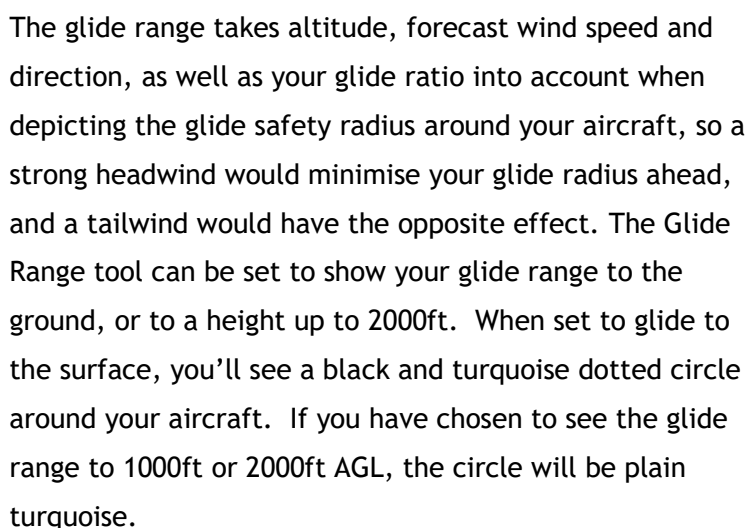 The glide range takes altitude, forecast wind speed and
direction, as well as your glide ratio into account when
depicting the glide safety radius around your aircraft, so a
strong headwind would minimise your glide radius ahead,
and a tailwind would have the opposite effect. The Glide
Range tool can be set to show your glide range to the
ground, or to a height up to 2000ft.  When set to glide to
the surface, you’ll see a black and turquoise dotted circle
around your aircraft.  If you have chosen to see the glide
range to 1000ft or 2000ft AGL, the circle will be plain
turquoise.